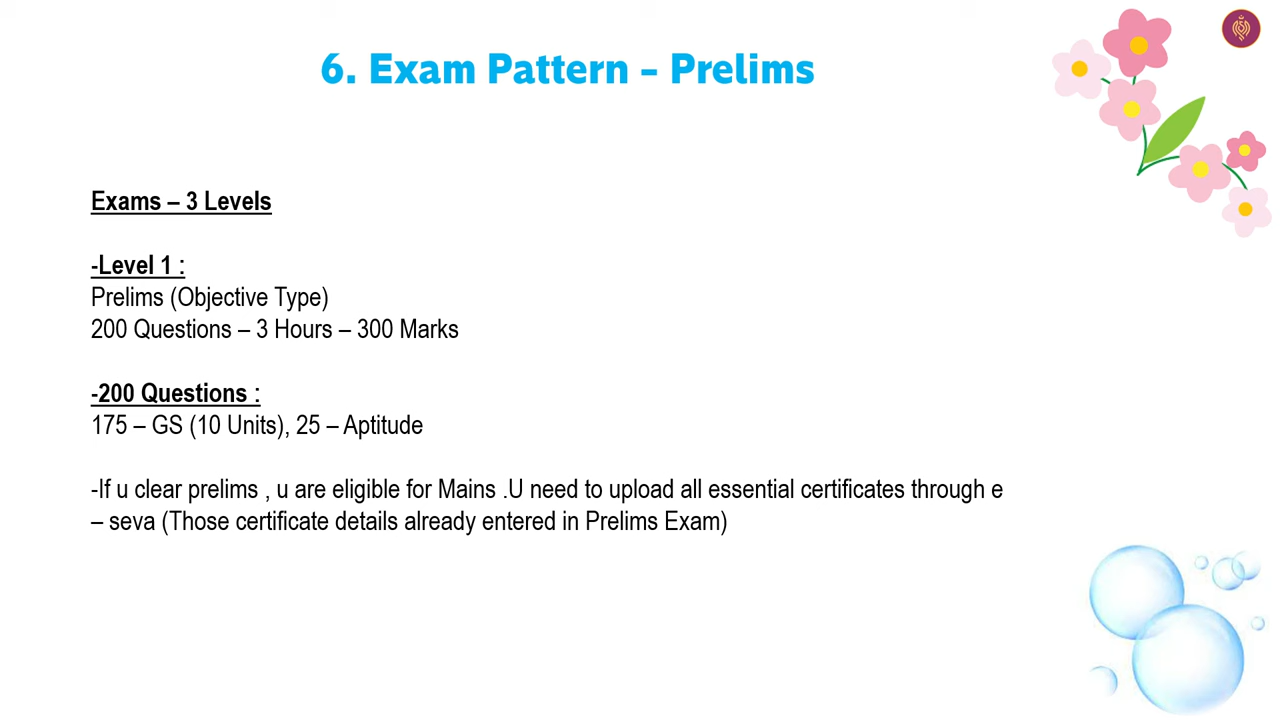 6. Exam Pattern – Prelims
Exams – 3 Levels
-Level 1 :
Prelims (Objective Type)
200 Questions – 3 Hours – 300 Marks
-200 Questions :
175 – GS (10 Units), 25 – Aptitude
-If u clear prelims , u are eligible for Mains .U need to upload all essential certificates through e
– seva (Those certificate details already entered in Prelims Exam)